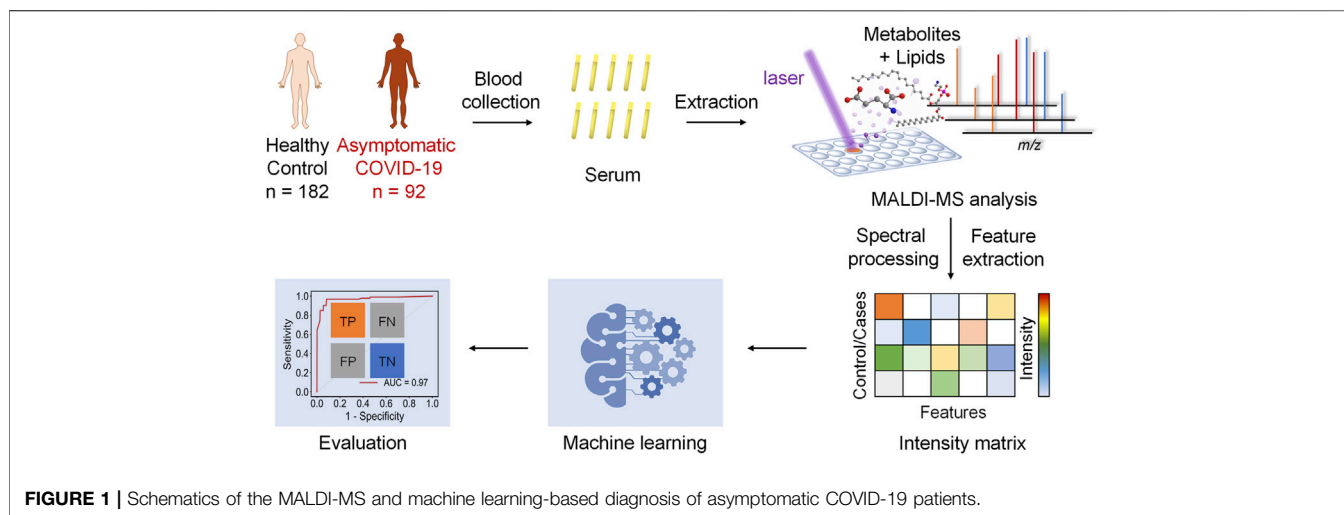 Healthy
Control
n = 182
Asymptomatic
COVID-19
n = 92
Blood
collection
Serum
Extraction
laser
Metabolites
+ Lipids
m/z
MALDI-MS analysis
Spectral
processing
Feature
extraction
Control/Cases
Intensity
Features
Intensity matrix
Machine learning
Sensitivity
1.0
0.8
0.6
0.4
0.2
0.0
TP
FN
FP
TN
AUC = 0.97
0.0 0.2 0.4 0.6 0.8 1.0
1 - Specificity
Evaluation
FIGURE 1 | Schematics of the MALDI-MS and machine learning-based diagnosis of asymptomatic COVID-19 patients.